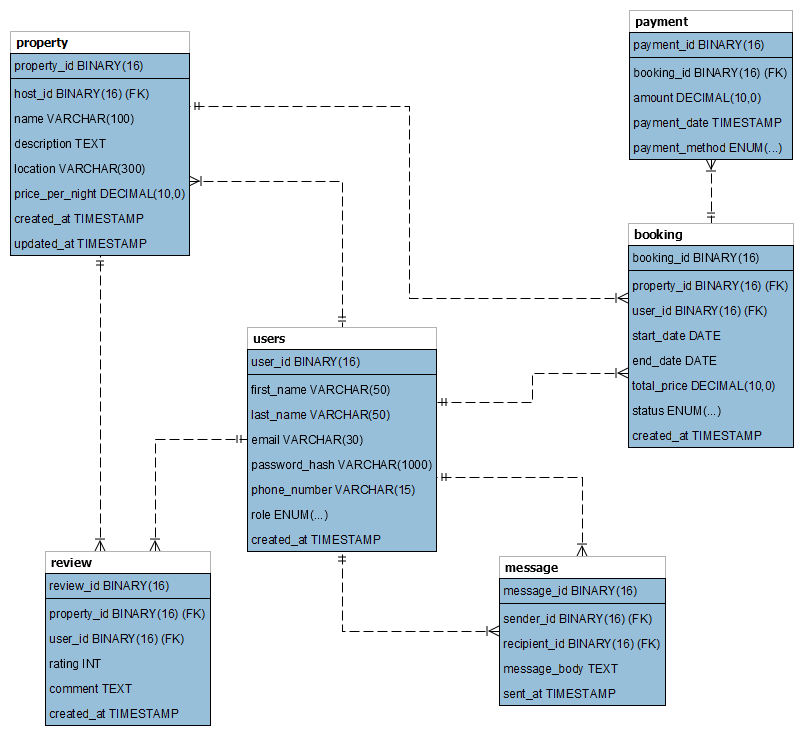 property
property_id BINARY(16)
host_id BINARY(16) (FK)
name VARCHAR(100)
description TEXT
location VARCHAR(300)
price_per_night DECIMAL(10,0)
created_at TIMESTAMP
updated_at TIMESTAMP
payment
payment_id BINARY(16)
booking_id BINARY(16) (FK)
amount DECIMAL(10,0)
payment_date TIMESTAMP
payment_method ENUM(...)
booking
booking_id BINARY(16)
property_id BINARY(16) (FK)
user_id BINARY(16) (FK)
start_date DATE
end_date DATE
total_price DECIMAL(10,0)
status ENUM(...)
created_at TIMESTAMP
users
user_id BINARY(16)
first_name VARCHAR(50)
last_name VARCHAR(50)
email VARCHAR(30)
password_hash VARCHAR(1000)
phone_number VARCHAR(15)
role ENUM(...)
created_at TIMESTAMP
review
review_id BINARY(16)
property_id BINARY(16) (FK)
user_id BINARY(16) (FK)
rating INT
comment TEXT
created_at TIMESTAMP
message
message_id BINARY(16)
sender_id BINARY(16) (FK)
recipient_id BINARY(16) (FK)
message_body TEXT
sent_at TIMESTAMP